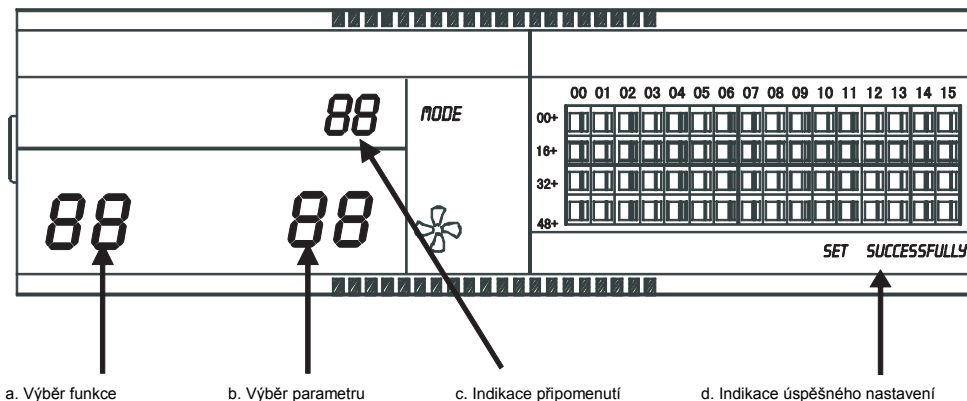 00 01 02 03 04 05 06 07 08 09 10 11 12 13 14 15
88 MODE 00+
16+
32+
88 88 48+
SET SUCCESSFULLY
a. Výběr funkce b. Výběr parametru c. Indikace připomenutí d. Indikace úspěšného nastavení